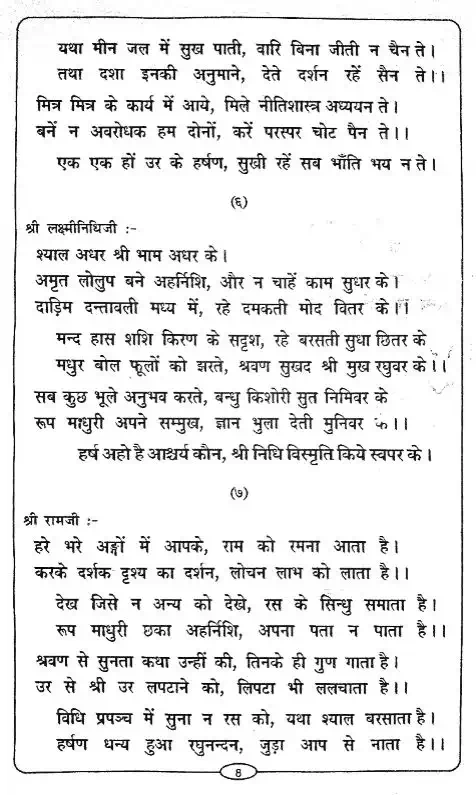 यथा मीन जल में सुख पाती, वारि बिना जीती न चैन ते।
तथा दशा इनकी अनुमाने, देते दर्शन रहें सैन ते।।
मित्र मित्र के कार्य में आये, मिले नीतिशास्त्र अध्ययन ते।
बनें न अवरोधक हम दोनों, करें परस्पर चोट पैन ते।।
एक एक हों उर के हर्षण, सुखी रहें सब भाँति भय न ते।
(६)
श्री लक्ष्मीनिधिजी :-
श्याल अधर श्री भाम अधर के।
अमृत लोलुप बने अहर्निशि, और न चाहें काम सुधर के।
दाड़िम दन्तावली मध्य में, रहे दमकती मोद वितर के।।
मन्द हास शशि किरण के सदृश, रहे बरसती सुधा छितर के
मधुर बोल फूलों को झरते, श्रवण सुखद श्री मुख रघुवर के।।
सब कुछ भूले अनुभव करते, बन्धु किशोरी सुत निमिवर के
रूप माधुरी अपने सम्मुख, ज्ञान भुला देती मुनिवर के।।
हर्ष अहो है आश्चर्य कौन, श्री निधि विस्मृति किये स्वपर के।
(७)
श्री रामजी :-
हरे भरे अङ्गों में आपके, राम को रमना आता है।
करके दर्शक दृश्य का दर्शन, लोचन लाभ को लाता है।।
देख जिसे न अन्य को देखे, रस के सिन्धु समाता है।
रूप माधुरी छका अहर्निशि, अपना पता न पाता है।।
श्रवण से सुनता कथा उन्हीं की, तिनके ही गुण गाता है।
उर से श्री उर लपटाने को, लिपटा भी ललचाता है।।
विधि प्रपञ्च में सुना न रस को, यथा श्याल बरसाता है।
हर्षण धन्य हुआ रघुनन्दन, जुड़ा आप से नाता है।।
8